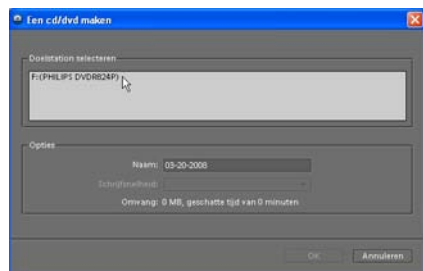 Een cd/dvd maken
Doelstation selecteren
F:(PHILIPS DVDR824P)
Opties
Naam: 03-20-2008
Schrijfsnelheid:
Omvang: 0 MB, geschatte tijd van 0 minuten
OK Annuleren